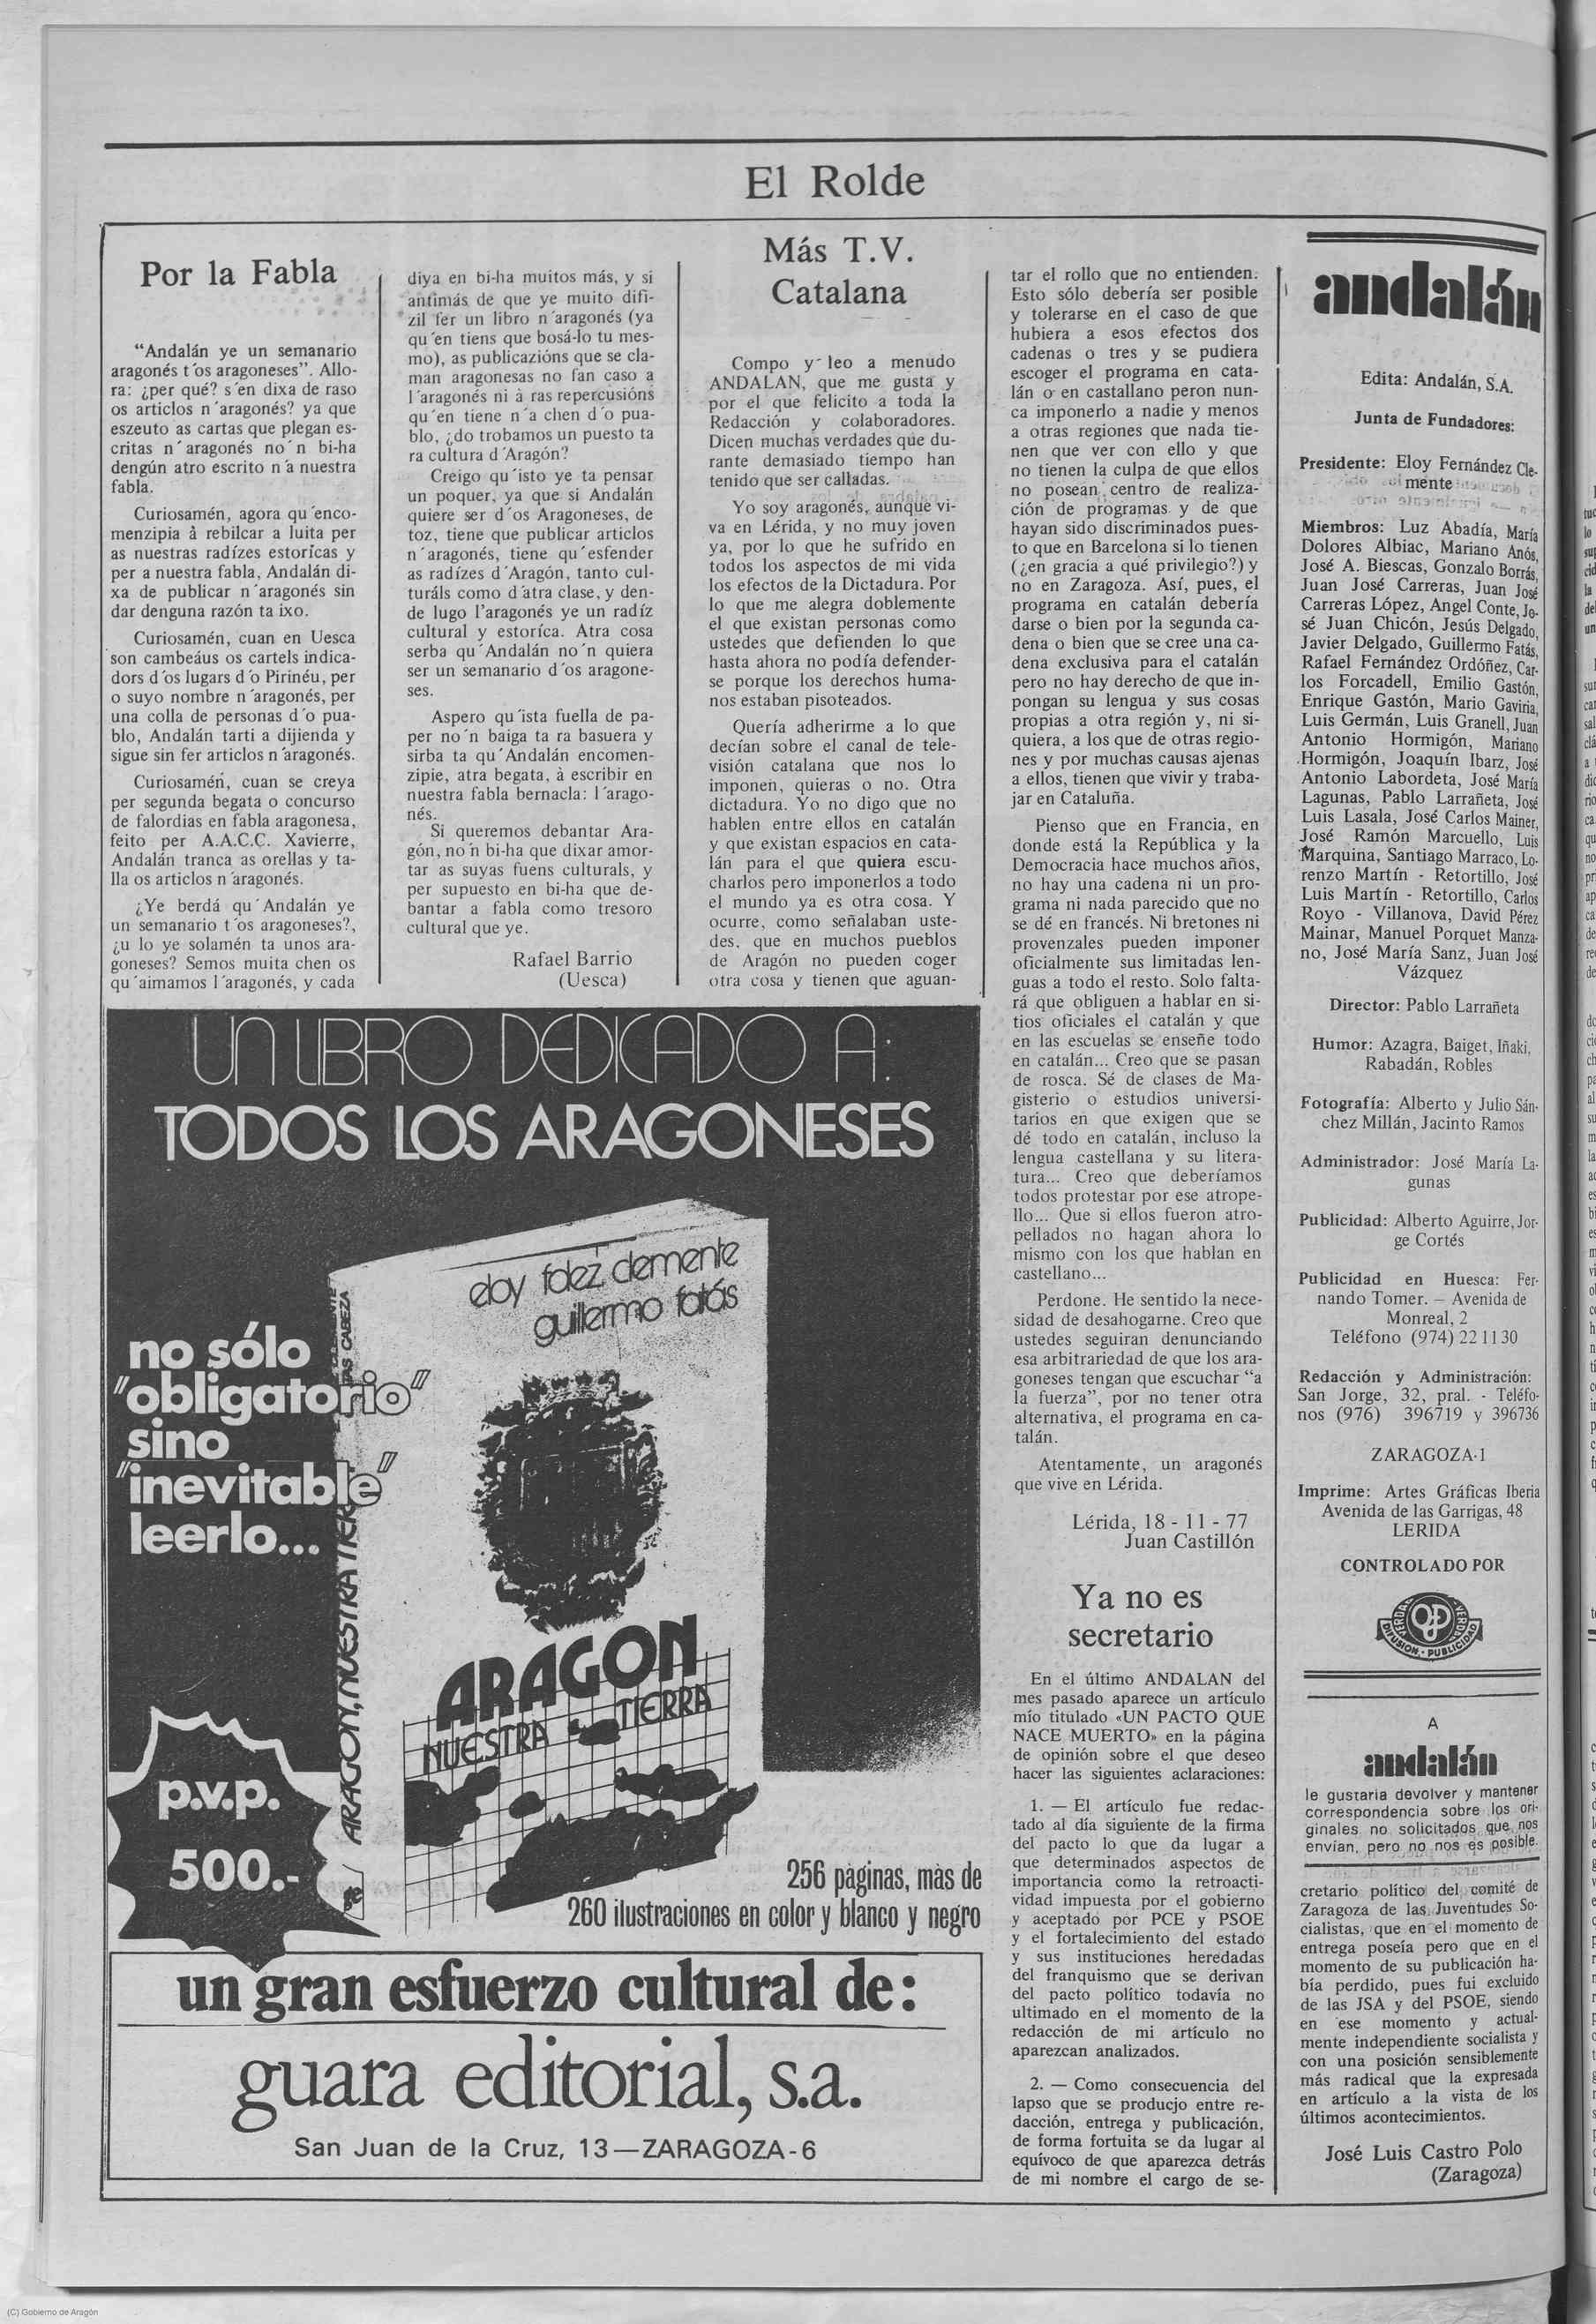 El Rolde
Por la Fabla
“Andalán ye un semanario
aragonés t´os aragoneses”. Allo-
ra: ¿per qué? s´en dixa de raso
os articlos n´aragonés? ya que
eszeuto as cartas que plegan es-
critas n´aragonés no´n bi-ha
dengún atro escrito n´a nuestra
fabla.
Curiosamén, agora qu´enco-
menzipia à rebilcar a luita per
as nuestras radízes estoricas y
per a nuestra fabla, Andalán di-
xa de publicar n´aragonés sin
dar denguna razón ta ixo.
Curiosamén, cuan en Uesca
son cambeáus os cartels indica-
dors d´os lugars d´o Pirinéu, per
o suyo nombre n´aragonés, per
una colla de personas d´o pua-
blo, Andalán tarti a dijienda y
sigue sin fer articlos n´aragonés.
Curiosamén, cuan se creya
per segunda begata o concurso
de falordias en fabla aragonesa,
feito per A.A.C.C. Xavierre,
Andalán tranca as orellas y ta-
lla os articlos n´aragonés.
¿Ye berdá qu´Andalán ye
un semanario t´os aragoneses?,
¿u lo ye solamén ta unos ara-
goneses? Semos muita chen os
qu´aimamos l´aragonés, y cada
diya en bi-ha muitos más, y si
antimás de que ye muito difi-
zil fer un libro n´aragonés (ya
qu´en tiens que bosá-lo tu mes-
mo), as publicazións que se cla-
man aragonesas no fan caso a
l´aragonés ni à ras repercusións
qu´en tiene n´a chen d´o pua-
blo, ¿do trobamos un puesto ta
ra cultura d´Aragón?
Creigo qu´isto ye ta pensar
un poquer, ya que si Andalán
quiere ser d´os Aragoneses, de
toz, tiene que publicar articlos
n´aragonés, tiene qu´esfender
as radízes d´Aragón, tanto cul-
turáls como d´atra clase, y den-
de lugo l’aragonés ye un radíz
cultural y estoríca. Atra cosa
serba qu´Andalán no´n quiera
ser un semanario d´os aragone-
ses.
Aspero qu´ista fuella de pa-
per no´n baiga ta ra basuera y
sirba ta qu´Andalán encomen-
zipie, atra begata, à escribir en
nuestra fabla bernacla: l´arago-
nés.
Si queremos debantar Ara-
gón, no´n bi-ha que dixar amor-
tar as suyas fuens culturals, y
per supuesto en bi-ha que de-
bantar a fabla como tresoro
cultural que ye.
Rafael Barrio
(Uesca)
Más T.V.
Catalana
Compo y leo a menudo
ANDALAN, que me gusta y
por el que felicito a toda la
Redacción y colaboradores.
Dicen muchas verdades que du-
rante demasiado tiempo han
tenido que ser calladas.
Yo soy aragonés, aunque vi-
va en Lérida, y no muy joven
ya, por lo que he sufrido en
todos los aspectos de mi vida
los efectos de la Dictadura. Por
lo que me alegra doblemente
el que existan personas como
ustedes que defienden lo que
hasta ahora no podía defender-
se porque los derechos huma-
nos estaban pisoteados.
Quería adherirme a lo que
decían sobre el canal de tele-
visión catalana que nos lo
imponen, quieras o no. Otra
dictadura. Yo no digo que no
hablen entre ellos en catalán
y que existan espacios en cata-
lán para el que quiera escu-
charlos pero imponerlos a todo
el mundo ya es otra cosa. Y
ocurre, como señalaban uste-
des, que en muchos pueblos
de Aragón no pueden coger
otra cosa y tienen que aguan-
tar el rollo que no entienden.
Esto sólo debería ser posible
y tolerarse en el caso de que
hubiera a esos efectos dos
cadenas o tres y se pudiera
escoger el programa en cata-
lán o en castallano peron nun-
ca imponerlo a nadie y menos
a otras regiones que nada tie-
nen que ver con ello y que
no tienen la culpa de que ellos
no posean centro de realiza-
ción de programas y de que
hayan sido discriminados pues-
to que en Barcelona si lo tienen
(¿en gracia a qué privilegio?) y
no en Zaragoza. Así, pues, el
programa en catalán debería
darse o bien por la segunda ca-
dena o bien que se cree una ca-
dena exclusiva para el catalán
pero no hay derecho de que in-
pongan su lengua y sus cosas
propias a otra región y, ni si-
quiera, a los que de otras regio-
nes y por muchas causas ajenas
a ellos, tienen que vivir y traba-
jar en Cataluña.
Pienso que en Francia, en
donde está la República y la
Democracia hace muchos años,
no hay una cadena ni un pro-
grama ni nada parecido que no
se dé en francés. Ni bretones ni
provenzales pueden imponer
oficialmente sus limitadas len-
guas a todo el resto. Solo falta-
rá que obliguen a hablar en si-
tios oficiales el catalán y que
en las escuelas se enseñe todo
en catalán... Creo que se pasan
de rosca. Sé de clases de Ma-
gisterio o estudios universi-
tarios en que exigen que se
dé todo en catalán, incluso la
lengua castellana y su litera-
tura... Creo que deberíamos
todos protestar por ese atrope-
llo... Que si ellos fueron atro-
pellados no hagan ahora lo
mismo con los que hablan en
castellano...
Perdone. He sentido la nece-
sidad de desahogarne. Creo que
ustedes seguiran denunciando
esa arbitrariedad de que los ara-
goneses tengan que escuchar “a
la fuerza”, por no tener otra
alternativa, el programa en ca-
talán.
Atentamente, un aragonés
que vive en Lérida.
Lérida, 18 - 11 - 77
Juan Castillón
Ya no es
secretario
En el último ANDALAN del
mes pasado aparece un artículo
mío titulado «UN PACTO QUE
NACE MUERTO» en la página
de opinión sobre el que deseo
hacer las siguientes aclaraciones:
1. — El artículo fue redac-
tado al día siguiente de la firma
del pacto lo que da lugar a
que determinados aspectos de
importancia como la retroacti-
vidad impuesta por el gobierno
y aceptado por PCE y PSOE
y el fortalecimiento del estado
y sus instituciones heredadas
del franquismo que se derivan
del pacto político todavía no
ultimado en el momento de la
redacción de mi artículo no
aparezcan analizados.
2. — Como consecuencia del
lapso que se producjo entre re-
dacción, entrega y publicación,
de forma fortuita se da lugar al
equívoco de que aparezca detrás
de mi nombre el cargo de se-
cretario político del comité de
Zaragoza de las Juventudes So-
cialistas, que en el momento de
entrega poseía pero que en el
momento de su publicación ha-
bía perdido, pues fui excluido
de las JSA y del PSOE, siendo
en ese momento y actual-
mente independiente socialista y
con una posición sensiblemente
más radical que la expresada
en artículo a la vista de los
últimos acontecimientos.
José Luis Castro Polo
(Zaragoza)
andalán
Edita: Andalán, S.A.
Junta de Fundadores:
Presidente: Eloy Fernández Cle-
mente
Miembros: Luz Abadía, María
Dolores Albiac, Mariano Anós,
José A. Biescas, Gonzalo Borrás,
Juan José Carreras, Juan José
Carreras López, Angel Conte, Jo-
sé Juan Chicón, Jesús Delgado,
Javier Delgado, Guillermo Fatás,
Rafael Fernández Ordóñez, Car-
los Forcadell, Emilio Gastón,
Enrique Gastón, Mario Gaviria,
Luis Germán, Luis Granell, Juan
Antonio Hormigón, Mariano
Hormigón, Joaquín Ibarz, José
Antonio Labordeta, José María
Lagunas, Pablo Larrañeta, José
Luis Lasala, José Carlos Mainer,
José Ramón Marcuello, Luis
Marquina, Santiago Marraco, Lo-
renzo Martín - Retortillo, José
Luis Martín - Retortillo, Carlos
Royo - Villanova, David Pérez
Mainar, Manuel Porquet Manza-
no, José María Sanz, Juan José
Vázquez
Director: Pablo Larrañeta
Humor: Azagra, Baiget, Iñaki,
Rabadán, Robles
Fotografía: Alberto y Julio Sán-
chez Millán, Jacinto Ramos
Administrador: José María La-
gunas
Publicidad: Alberto Aguirre, Jor-
ge Cortés
Publicidad en Huesca: Fer-
nando Tomer. — Avenida de
Monreal, 2
Teléfono (974) 22 11 30
Redacción y Administración:
San Jorge, 32, pral. - Teléfo-
nos (976) 396719 y 396736
ZARAGOZA-1
Imprime: Artes Gráficas Iberia
Avenida de las Garrigas, 48
LERIDA
CONTROLADO POR
OJD
DIFUSION - PUBLICIDAD
A
andalán
le gustaria devolver y mantener
correspondencia sobre los ori-
ginales no solicitados que nos
envían, pero no nos es posible.
UN LIBRO DEDICADO A:
TODOS LOS ARAGONESES
eloy fdez clemente
guillermo fatás
no sólo
"obligatorio"
sino
"inevitable"
leerlo...
ARAGON, NUESTRA TIERRA
ARAGON
NUESTRA TIERRA
p.v.p.
500.-
256 páginas, más de
260 ilustraciones en color y blanco y negro
un gran esfuerzo cultural de:
guara editorial, s.a.
San Juan de la Cruz, 13 — ZARAGOZA - 6
(C) Gobierno de Aragón